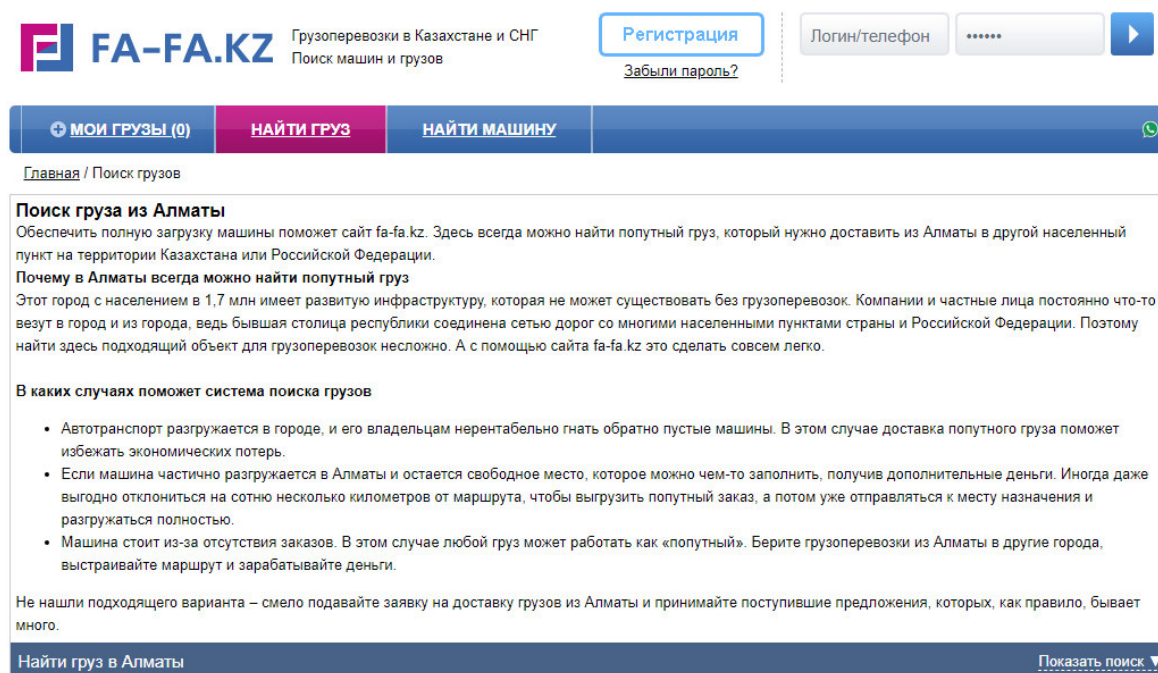 FA-FA.KZ
Грузоперевозки в Казахстане и СНГ
Поиск машин и грузов
Регистрация
Забыли пароль?
Логин/телефон
••••••
МОИ ГРУЗЫ (0)
НАЙТИ ГРУЗ
НАЙТИ МАШИНУ
Главная / Поиск грузов
Поиск груза из Алматы
Обеспечить полную загрузку машины поможет сайт fa-fa.kz. Здесь всегда можно найти попутный груз, который нужно доставить из Алматы в другой населенный
пункт на территории Казахстана или Российской Федерации.
Почему в Алматы всегда можно найти попутный груз
Этот город с населением в 1,7 млн имеет развитую инфраструктуру, которая не может существовать без грузоперевозок. Компании и частные лица постоянно что-то
везут в город и из города, ведь бывшая столица республики соединена сетью дорог со многими населенными пунктами страны и Российской Федерации. Поэтому
найти здесь подходящий объект для грузоперевозок несложно. А с помощью сайта fa-fa.kz это сделать совсем легко.
В каких случаях поможет система поиска грузов
• Автотранспорт разгружается в городе, и его владельцам нерентабельно гнать обратно пустые машины. В этом случае доставка попутного груза поможет
избежать экономических потерь.
• Если машина частично разгружается в Алматы и остается свободное место, которое можно чем-то заполнить, получив дополнительные деньги. Иногда даже
выгодно отклониться на сотню несколько километров от маршрута, чтобы выгрузить попутный заказ, а потом уже отправляться к месту назначения и
разгружаться полностью.
• Машина стоит из-за отсутствия заказов. В этом случае любой груз может работать как «попутный». Берите грузоперевозки из Алматы в другие города,
выстраивайте маршрут и зарабатывайте деньги.
Не нашли подходящего варианта – смело подавайте заявку на доставку грузов из Алматы и принимайте поступившие предложения, которых, как правило, бывает
много.
Найти груз в Алматы
Показать поиск ▼